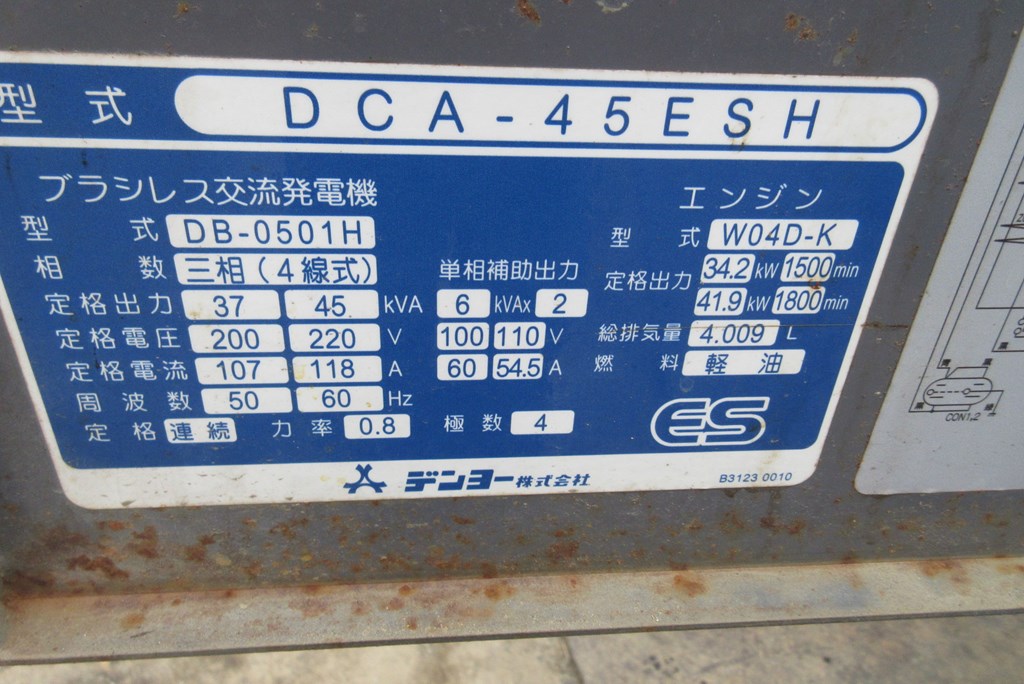 型 式 DCA-45ESH
ブラシレス交流発電機
型 式 DB-0501H
相 数 三相(4線式)
定格出力 37 45 kVA
定格電圧 200 220 V
定格電流 107 118 A
周波数 50 60 Hz
定格 連続 力率 0.8 極数 4
単相補助出力
6 kVAx 2
100 110 V
60 54.5 A
エンジン
型 式 W04D-K
定格出力 34.2 kW 1500 min
41.9 kW 1800 min
総排気量 4.009 L
燃 料 軽 油
ES
デンヨー株式会社
B3123 0010
CON1,2